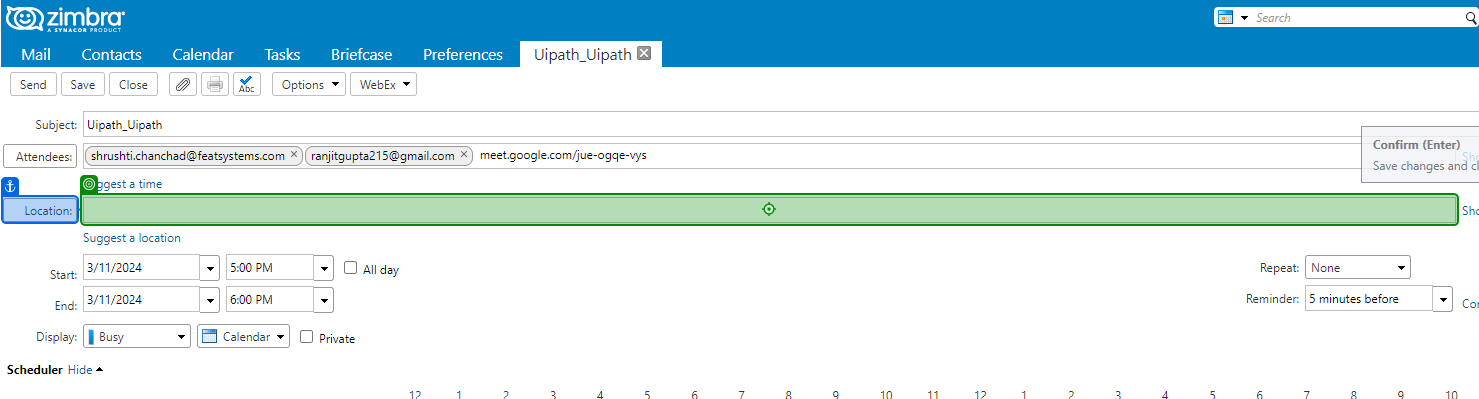 zimbra
A SYNACOR PRODUCT
Search
Mail Contacts Calendar Tasks Briefcase Preferences Uipath_Uipath
Send Save Close Abc Options WebEx
Subject: Uipath_Uipath
Attendees: shrushti.chanchad@featsystems.com × ranjitgupta215@gmail.com × meet.google.com/jue-ogqe-vys
Confirm (Enter)
Save changes and cl
Sho
uggest a time
Location: Sho
Suggest a location
Start: 3/11/2024 5:00 PM All day Repeat: None
End: 3/11/2024 6:00 PM Reminder: 5 minutes before Con
Display: Busy Calendar Private
Scheduler Hide
12 1 2 3 4 5 6 7 8 9 10 11 12 1 2 3 4 5 6 7 8 9 10